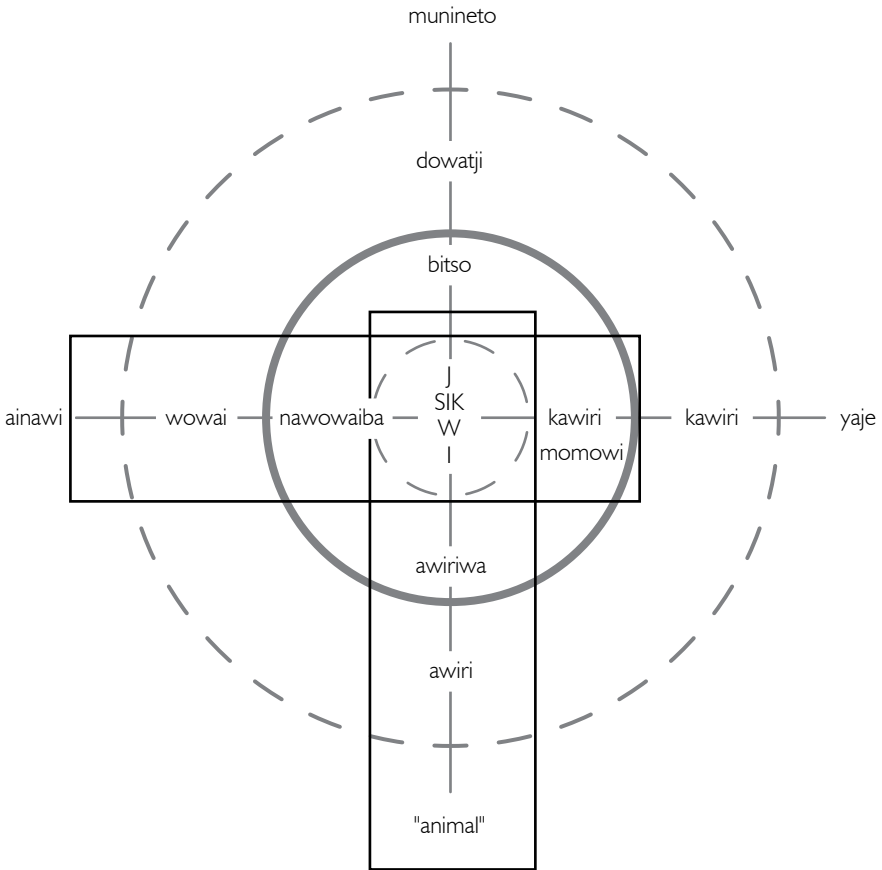 munineto
dowatji
bitso
J
SIK
W
I
ainawi wowai nawowaiba kawiri kawiri yaje
momowi
awiriwa
awiri
"animal"